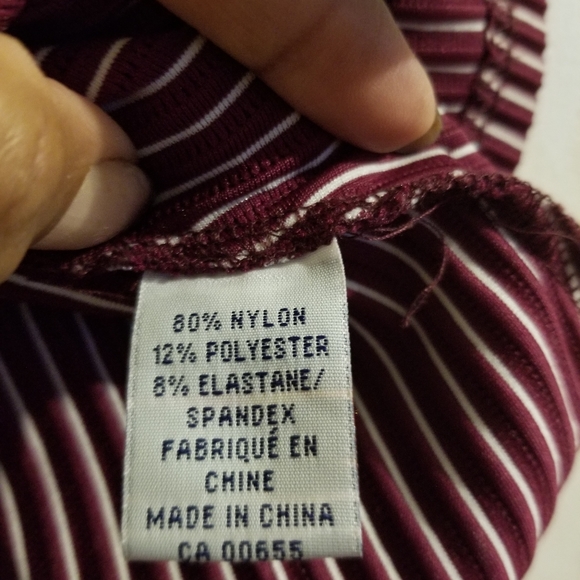 80% NYLON
12% POLYESTER
8% ELASTANE/
SPANDEX
FABRIQUÉ EN
CHINE
MADE IN CHINA
CA 00655